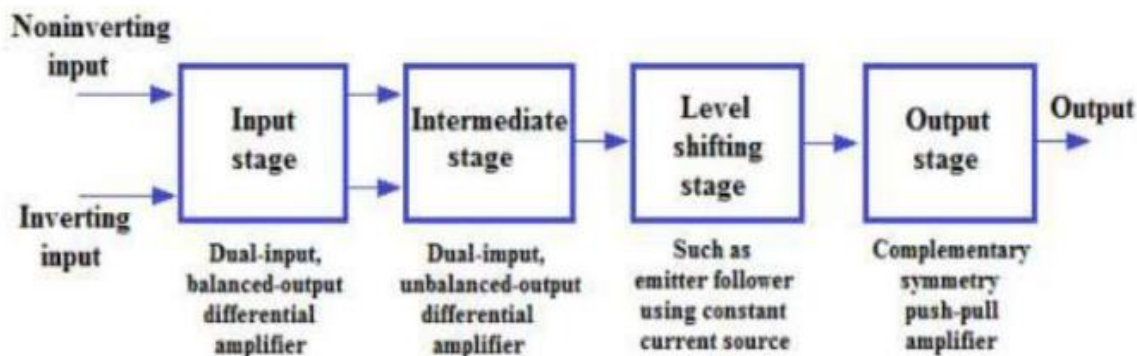 Noninverting
input
Input
stage
Intermediate
stage
Level
shifting
stage
Output
stage
Output
Inverting
input
Dual-input,
balanced-output
differential
amplifier
Dual-imput,
unbalanced-output
differential
amplifier
Such as
emitter follower
using constant
current source
Complementary
symmetry
push-pull
amplifier